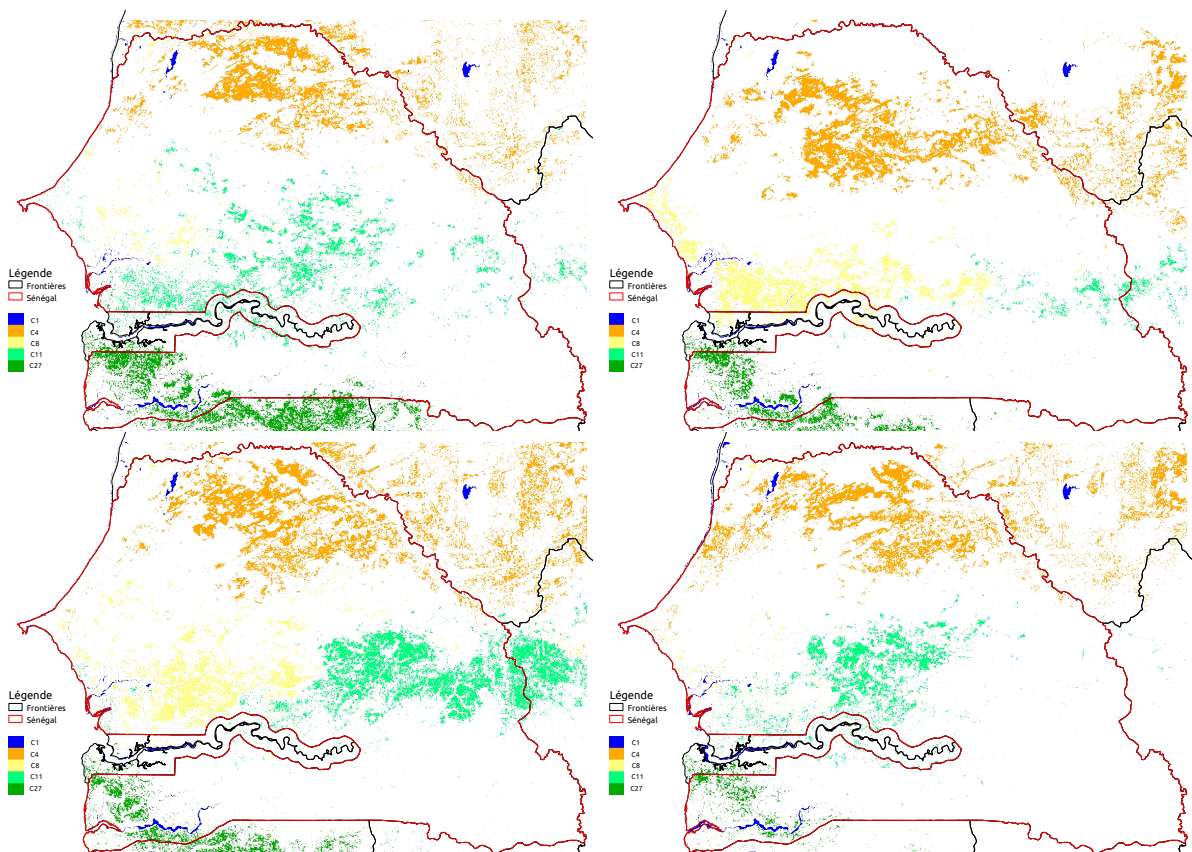 Légende
Frontières
Sénégal
C1
C4
C8
C11
C27
Légende
Frontières
Sénégal
C1
C4
C8
C11
C27
Légende
Frontières
Sénégal
C1
C4
C8
C11
C27
Légende
Frontières
Sénégal
C1
C4
C8
C11
C27